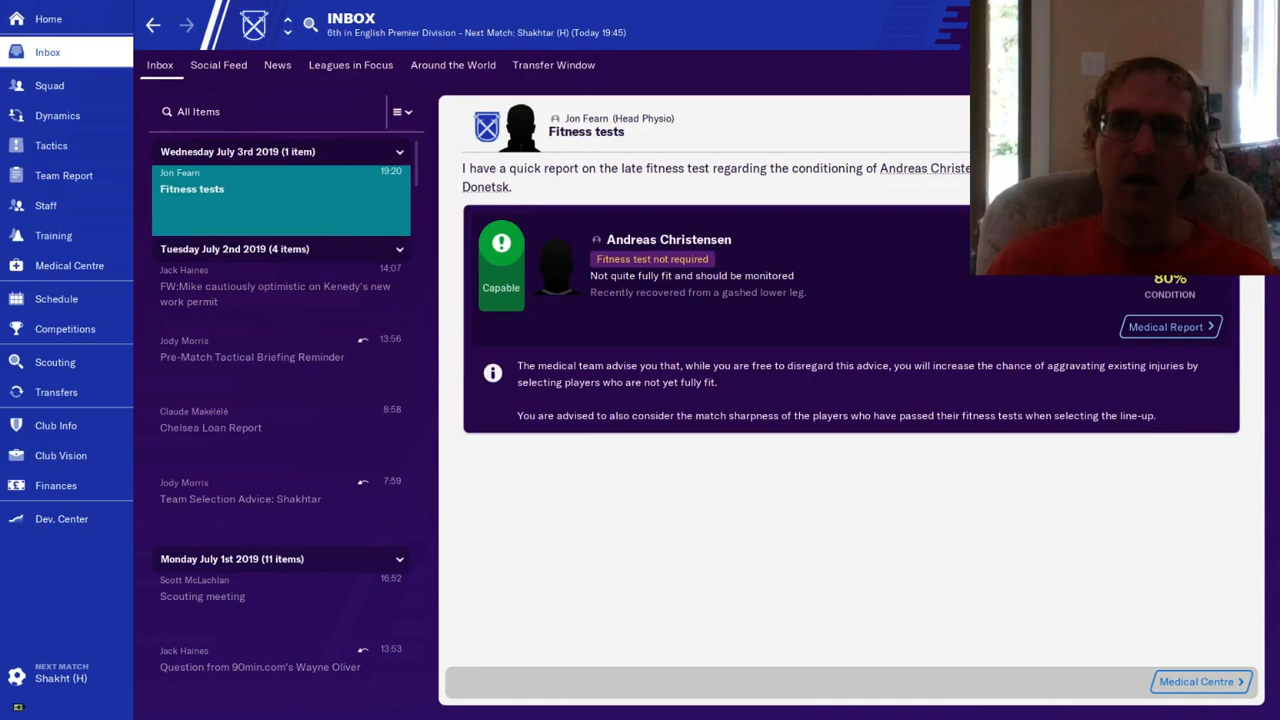 Home
Inbox
Squad
Dynamics
Tactics
Team Report
Staff
Training
Medical Centre
Schedule
Competitions
Scouting
Transfers
Club Info
Club Vision
Finances
Dev. Center
NEXT MATCH
Shakht (H)
INBOX
6th in English Premier Division - Next Match: Shakhtar (H) (Today 19:45)
Inbox Social Feed News Leagues in Focus Around the World Transfer Window
All Items
Wednesday July 3rd 2019 (1 item)
Jon Fearn 19:20
Fitness tests
Tuesday July 2nd 2019 (4 items)
Jack Haines 14:07
FW:Mike cautiously optimistic on Kenedy's new
work permit
Jody Morris 13:56
Pre-Match Tactical Briefing Reminder
Claude Makélélé 8:58
Chelsea Loan Report
Jody Morris 7:59
Team Selection Advice: Shakhtar
Monday July 1st 2019 (11 items)
Scott McLachlan 16:52
Scouting meeting
Jack Haines 13:53
Question from 90min.com's Wayne Oliver
Jon Fearn (Head Physio)
Fitness tests
I have a quick report on the late fitness test regarding the conditioning of Andreas Christe
Donetsk.
Capable
Andreas Christensen
Fitness test not required
Not quite fully fit and should be monitored
Recently recovered from a gashed lower leg.
80%
CONDITION
Medical Report
The medical team advise you that, while you are free to disregard this advice, you will increase the chance of aggravating existing injuries by
selecting players who are not yet fully fit.
You are advised to also consider the match sharpness of the players who have passed their fitness tests when selecting the line-up.
Medical Centre